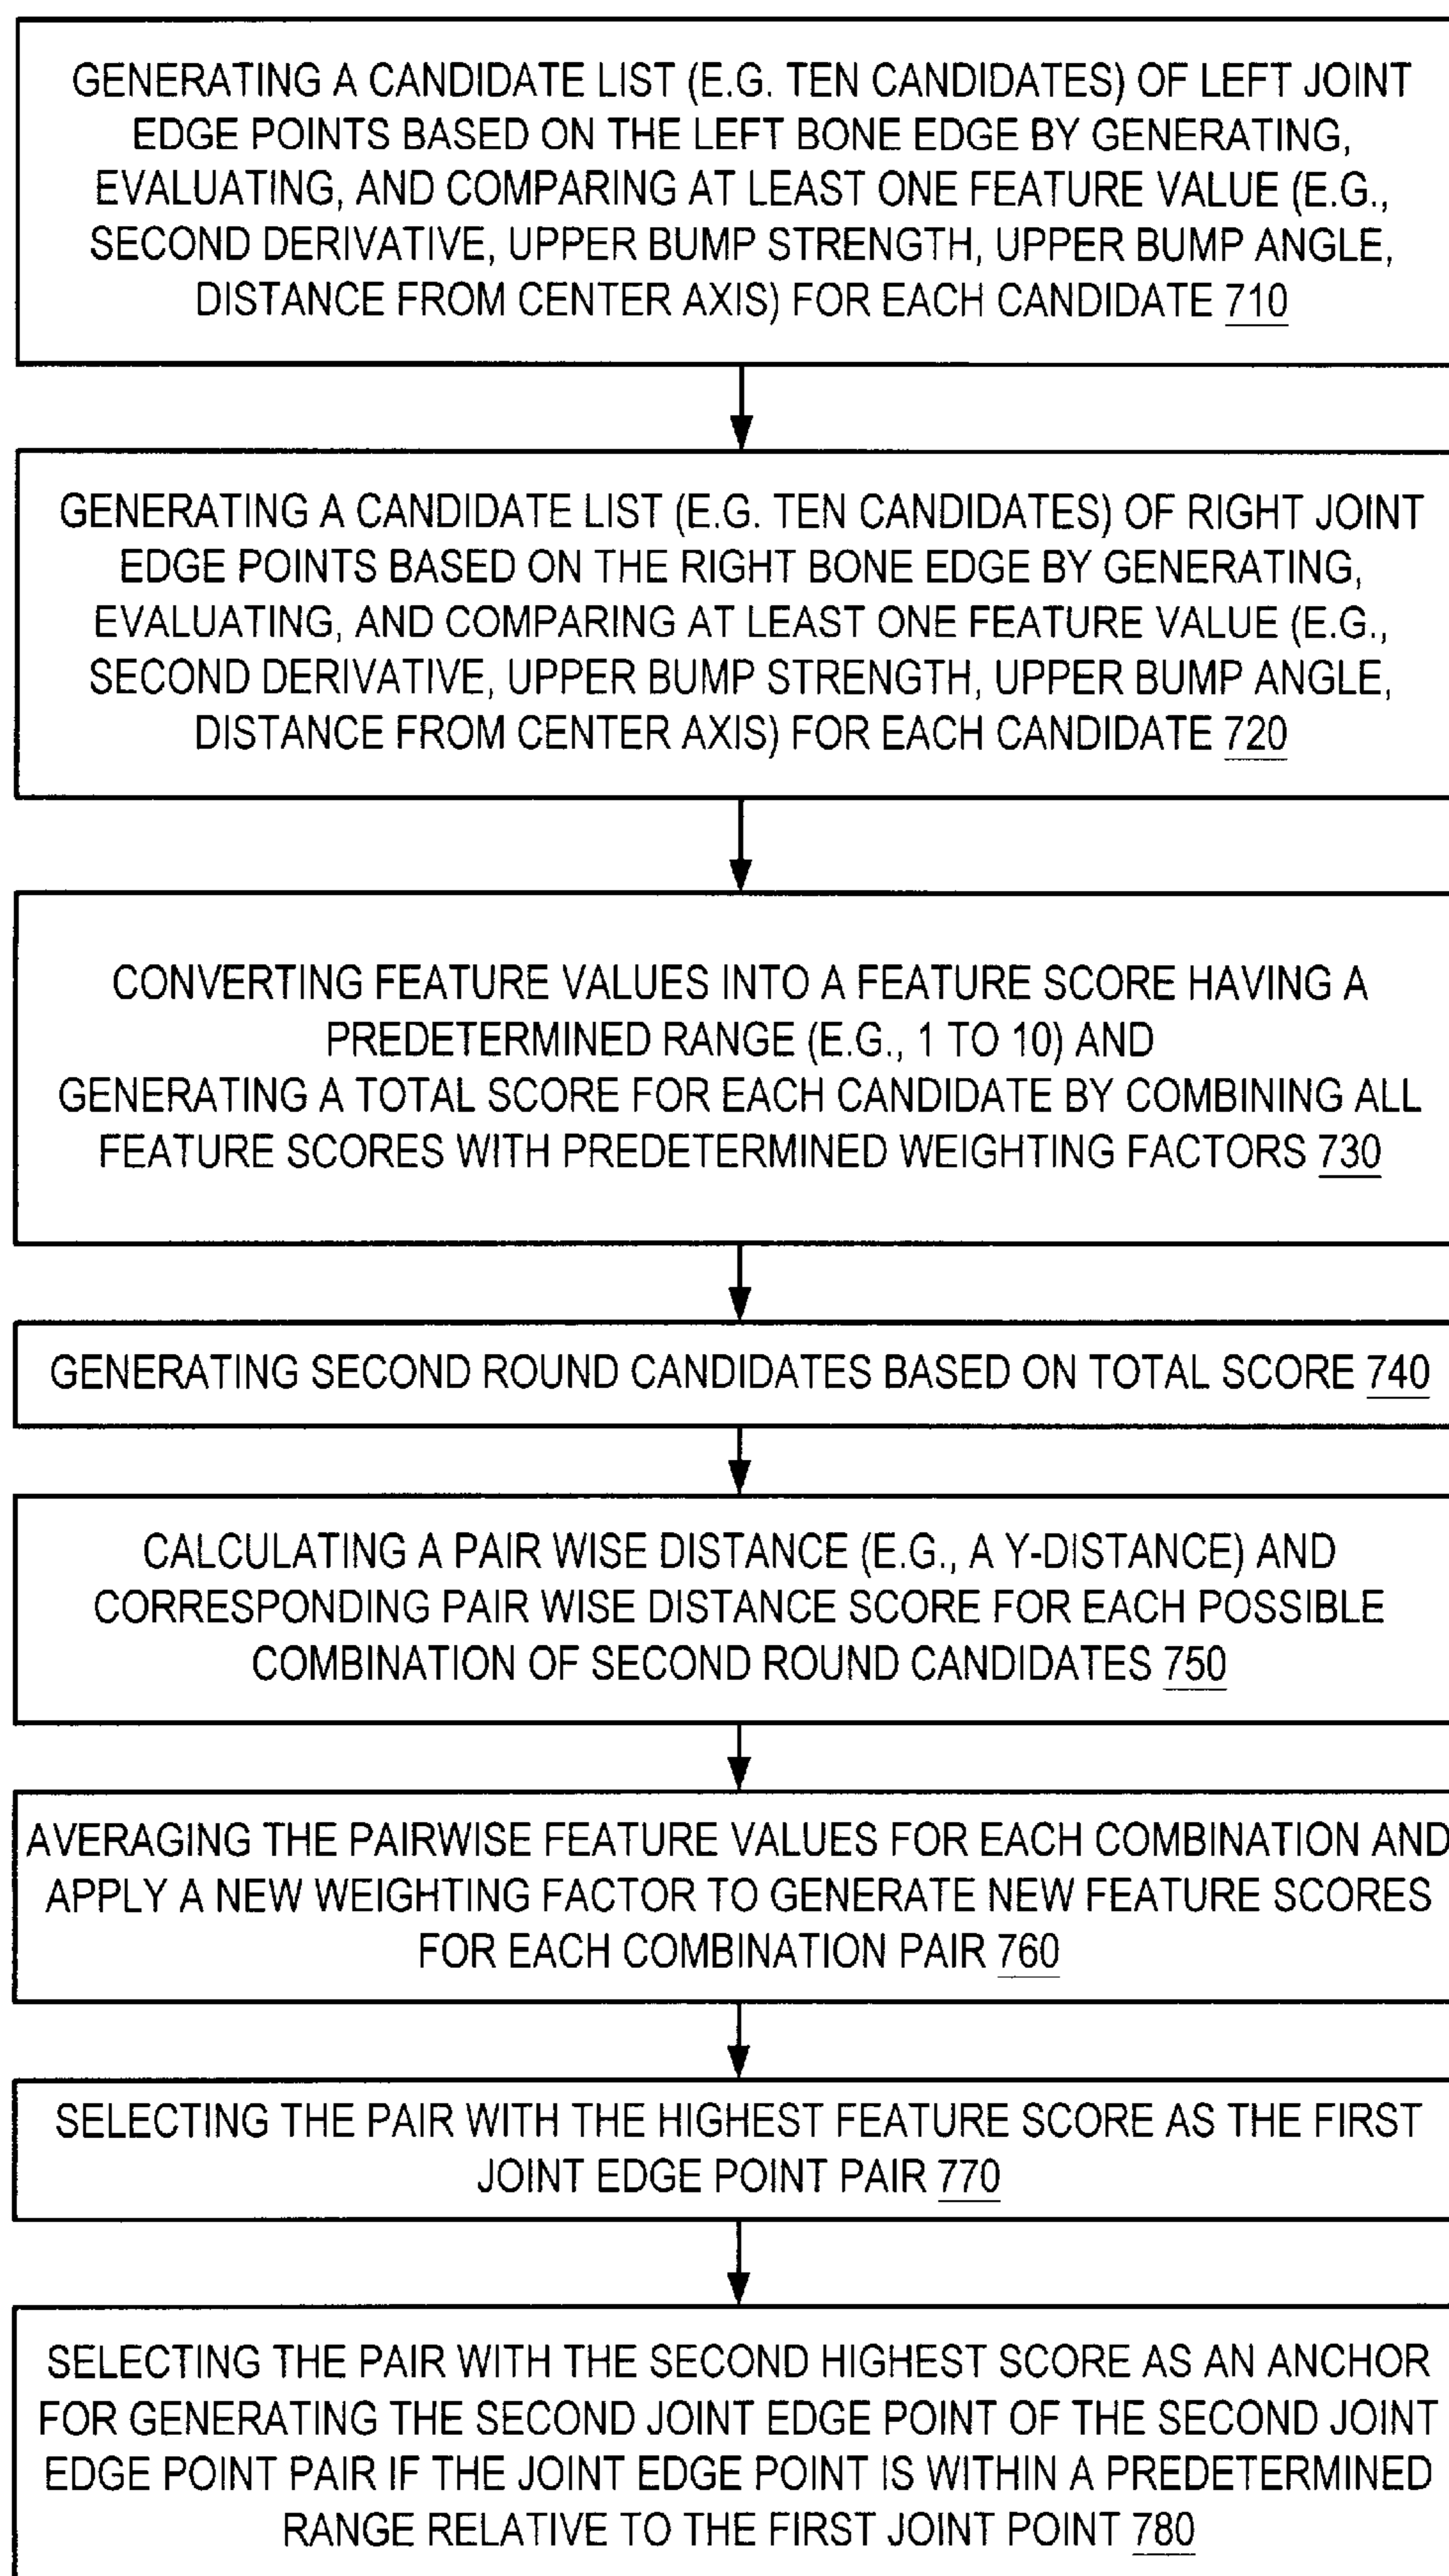 GENERATING A CANDIDATE LIST (E.G. TEN CANDIDATES) OF LEFT JOINT
EDGE POINTS BASED ON THE LEFT BONE EDGE BY GENERATING,
EVALUATING, AND COMPARING AT LEAST ONE FEATURE VALUE (E.G.,
SECOND DERIVATIVE, UPPER BUMP STRENGTH, UPPER BUMP ANGLE,
DISTANCE FROM CENTER AXIS) FOR EACH CANDIDATE 710
GENERATING A CANDIDATE LIST (E.G. TEN CANDIDATES) OF RIGHT JOINT
EDGE POINTS BASED ON THE RIGHT BONE EDGE BY GENERATING,
EVALUATING, AND COMPARING AT LEAST ONE FEATURE VALUE (E.G.,
SECOND DERIVATIVE, UPPER BUMP STRENGTH, UPPER BUMP ANGLE,
DISTANCE FROM CENTER AXIS) FOR EACH CANDIDATE 720
CONVERTING FEATURE VALUES INTO A FEATURE SCORE HAVING A
PREDETERMINED RANGE (E.G., 1 TO 10) AND
GENERATING A TOTAL SCORE FOR EACH CANDIDATE BY COMBINING ALL
FEATURE SCORES WITH PREDETERMINED WEIGHTING FACTORS 730
GENERATING SECOND ROUND CANDIDATES BASED ON TOTAL SCORE 740
CALCULATING A PAIR WISE DISTANCE (E.G., A Y-DISTANCE) AND
CORRESPONDING PAIR WISE DISTANCE SCORE FOR EACH POSSIBLE
COMBINATION OF SECOND ROUND CANDIDATES 750
AVERAGING THE PAIRWISE FEATURE VALUES FOR EACH COMBINATION AND
APPLY A NEW WEIGHTING FACTOR TO GENERATE NEW FEATURE SCORES
FOR EACH COMBINATION PAIR 760
SELECTING THE PAIR WITH THE HIGHEST FEATURE SCORE AS THE FIRST
JOINT EDGE POINT PAIR 770
SELECTING THE PAIR WITH THE SECOND HIGHEST SCORE AS AN ANCHOR
FOR GENERATING THE SECOND JOINT EDGE POINT OF THE SECOND JOINT
EDGE POINT PAIR IF THE JOINT EDGE POINT IS WITHIN A PREDETERMINED
RANGE RELATIVE TO THE FIRST JOINT POINT 780